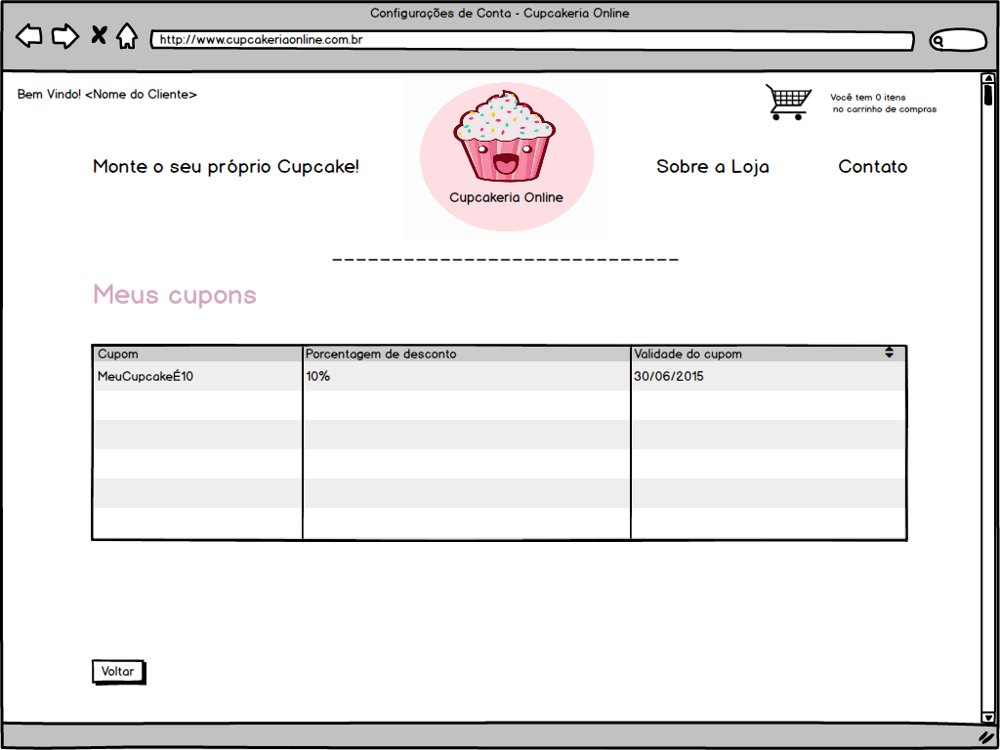 Configurações de Conta - Cupcakeria Online
http://www.cupcakeriaonline.com.br
Bem Vindo! <Nome do Cliente>
Você tem 0 itens
no carrinho de compras
Monte o seu próprio Cupcake!
Cupcakeria Online
Sobre a Loja
Contato
_____________________________
Meus cupons
Cupom Porcentagem de desconto Validade do cupom
MeuCupcakeÉ10 10% 30/06/2015
Voltar